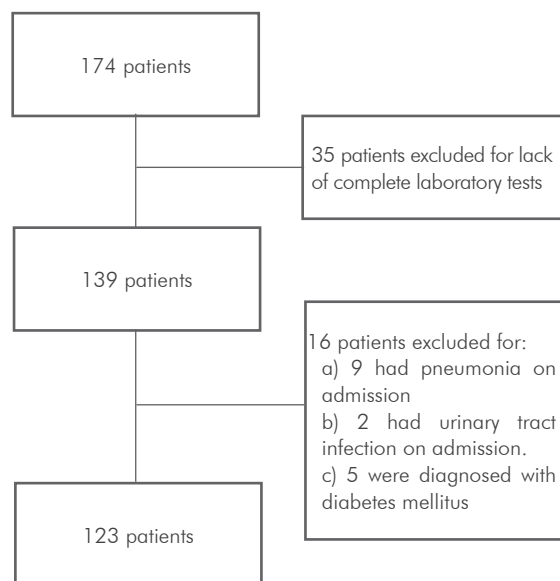 174 patients
35 patients excluded for lack
of complete laboratory tests
139 patients
16 patients excluded for:
a) 9 had pneumonia on
admission
b) 2 had urinary tract
infection on admission.
c) 5 were diagnosed with
diabetes mellitus
123 patients